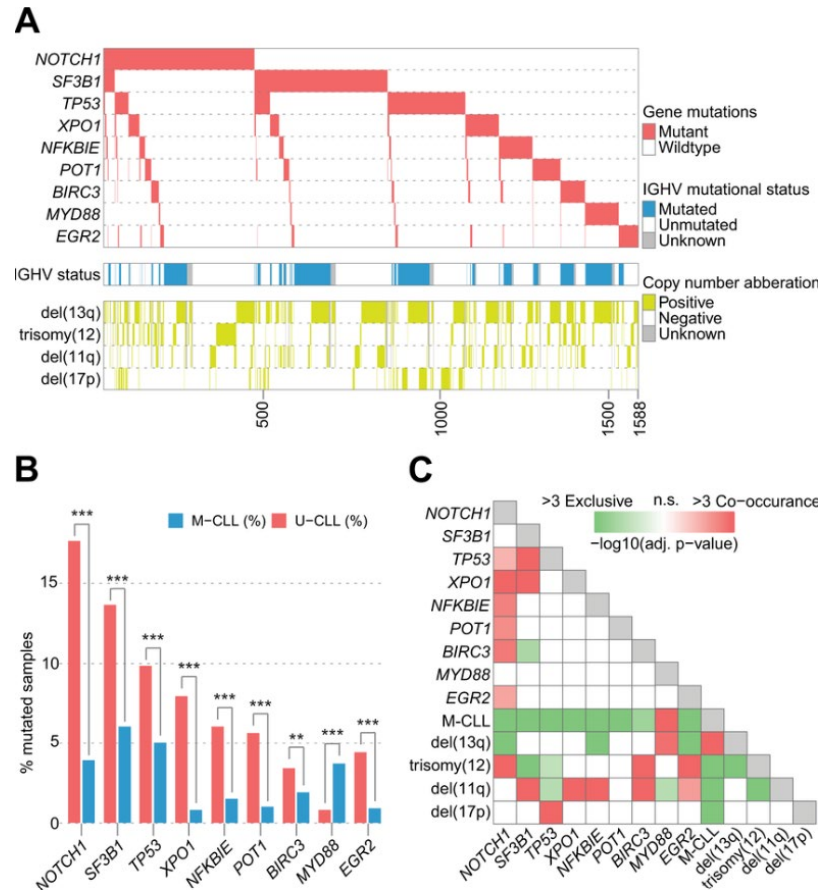 A
NOTCH1
SF3B1
TP53
XPO1
NFKBIE
POT1
BIRC3
MYD88
EGR2
Gene mutations
Mutant
Wildtype
IGHV mutational status
Mutated
Unmutated
Unknown
IGHV status
Copy number abberation
Positive
Negative
Unknown
del(13q)
trisomy(12)
del(11q)
del(17p)
500
1000
1500
1588
B
M-CLL (%)
U-CLL (%)
% mutated samples
15
10
5
0
***
***
***
***
***
***
**
***
***
NOTCH1
SF3B1
TP53
XPO1
NFKBIE
POT1
BIRC3
MYD88
EGR2
C
>3 Exclusive n.s. >3 Co-occurance
-log10(adj. p-value)
NOTCH1
SF3B1
TP53
XPO1
NFKBIE
POT1
BIRC3
MYD88
EGR2
M-CLL
del(13q)
trisomy(12)
del(11q)
del(17p)
NOTCH1
SF3B1
TP53
XPO1
NFKBIE
POT1
BIRC3
MYD88
EGR2
M-CLL
del(13q)
trisomy(12)
del(11q)
del(17p)